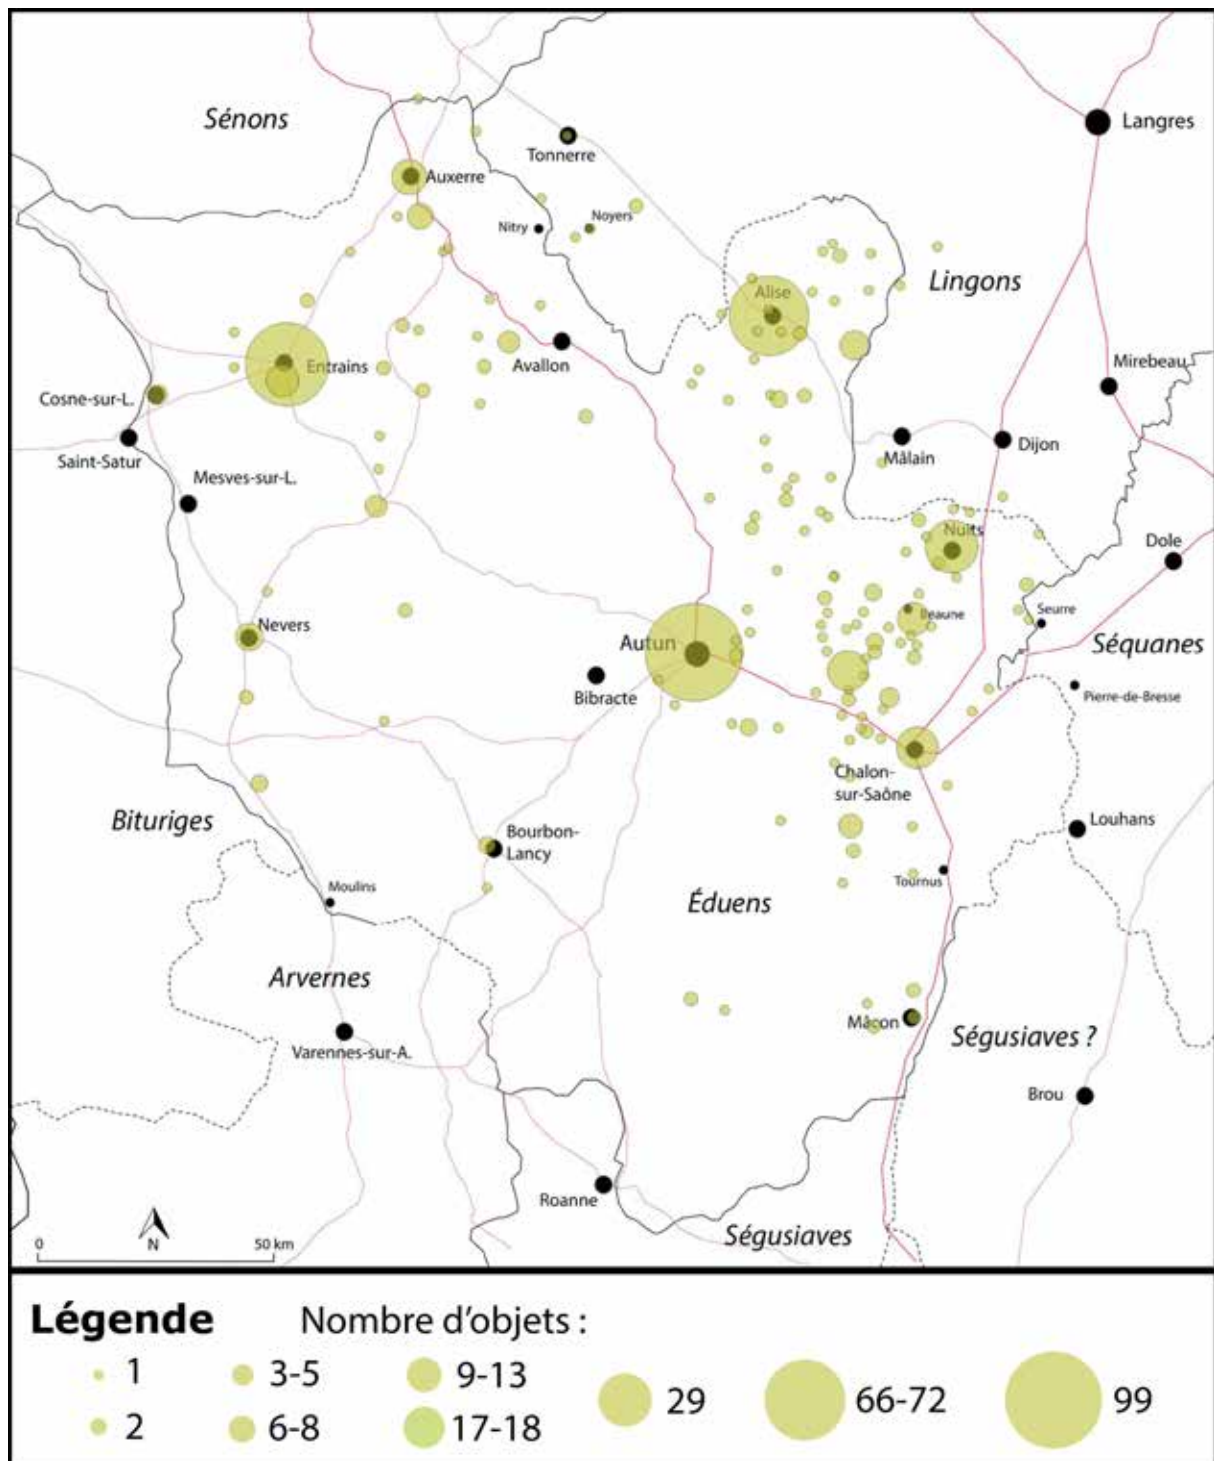 Sénons
Langres
Tonnerre
Auxerre
Nitry
Noyers
Lingons
Alise
Avallon
Entrains
Mirebeau
Cosne-sur-L.
Saint-Satur
Mâlain
Dijon
Mesves-sur-L.
Nuits
Dole
Beaune
Seurre
Nevers
Autun
Séquanes
Bibracte
Pierre-de-Bresse
Chalon-
sur-Saône
Bituriges
Bourbon-
Lancy
Louhans
Moulins
Tournus
Éduens
Arvernes
Mâcon
Ségusiaves ?
Varennes-sur-A.
Brou
Roanne
Ségusiaves
0
N
50 km
Légende
Nombre d'objets :
1
3-5
9-13
29
66-72
99
2
6-8
17-18